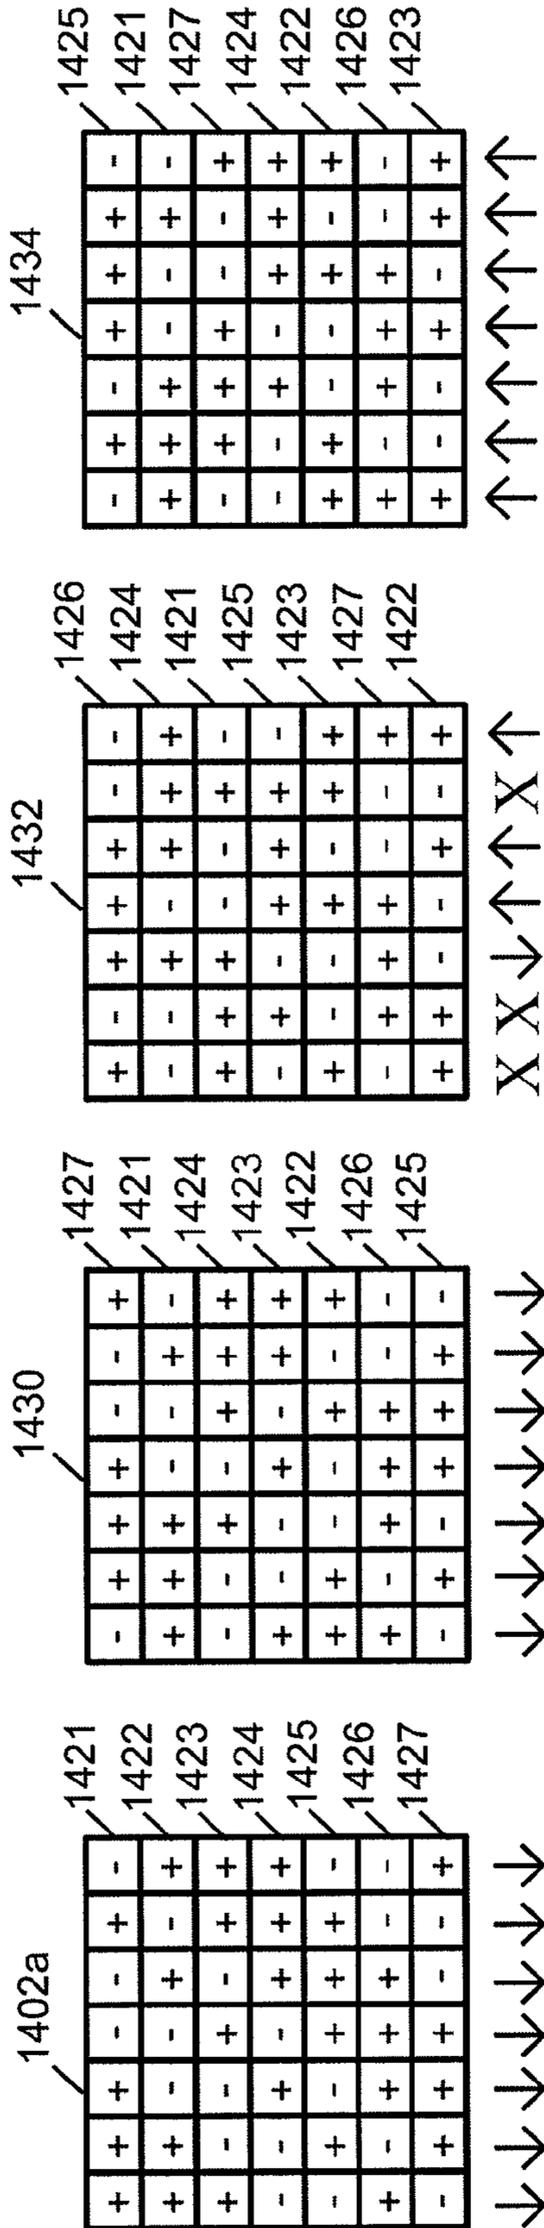 1402a
+ + + - - + - 1421
+ + - - + - + 1422
+ - - + - + + 1423
- - + - + + + 1424
- + - + + + - 1425
+ - + + + - - 1426
- + + + - - + 1427
↓ ↓ ↓ ↓ ↓ ↓ ↓
1430
- + + + - - + 1427
+ + + - - + - 1421
- - + - + + + 1424
+ - - + - + + 1423
+ + - - + - + 1422
+ - + + + - - 1426
- + - + + + - 1425
↓ ↓ ↓ ↓ ↓ ↓ ↓
1432
+ - + + + - - 1426
- - + - + + + 1424
+ + + - - + - 1421
- + - + + + - 1425
+ - - + - + + 1423
- + + + - - + 1427
+ + - - + - + 1422
X X ↓ ↑ ↑ X ↑
1434
- + - + + + - 1425
+ + + - - + - 1421
- + + + - - + 1427
- - + - + + + 1424
+ + - - + - + 1422
+ - + + + - - 1426
+ - - + - + + 1423
↑ ↑ ↑ ↑ ↑ ↑ ↑